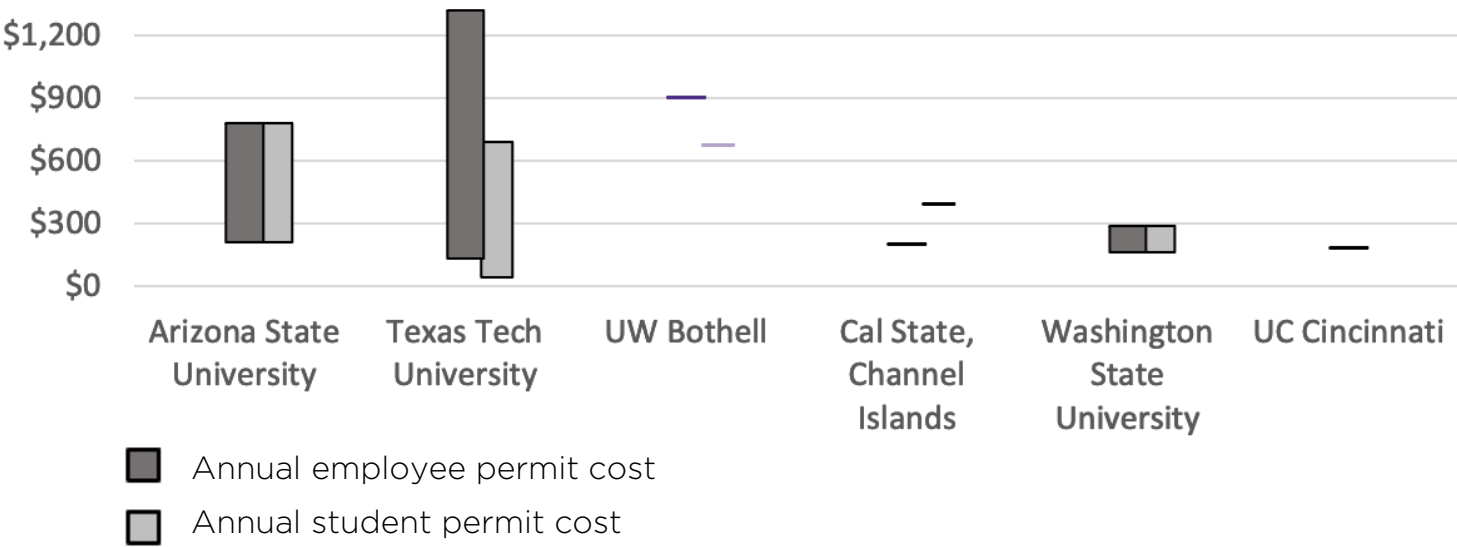 $1,200
$900
$600
$300
$0
Arizona State
University
Texas Tech
University
UW Bothell
Cal State,
Channel
Islands
Washington
State
University
UC Cincinnati
Annual employee permit cost
Annual student permit cost